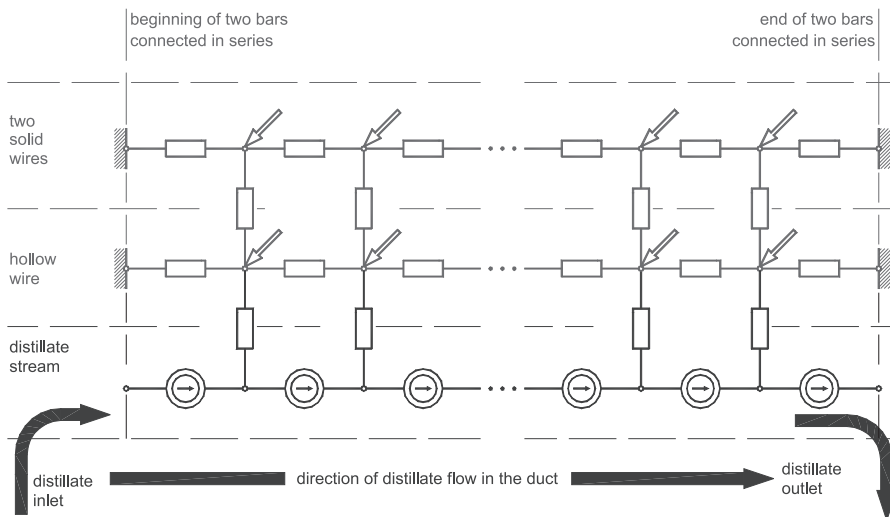 beginning of two bars
connected in series
end of two bars
connected in series
two
solid
wires
hollow
wire
distillate
stream
distillate
inlet
direction of distillate flow in the duct
distillate
outlet